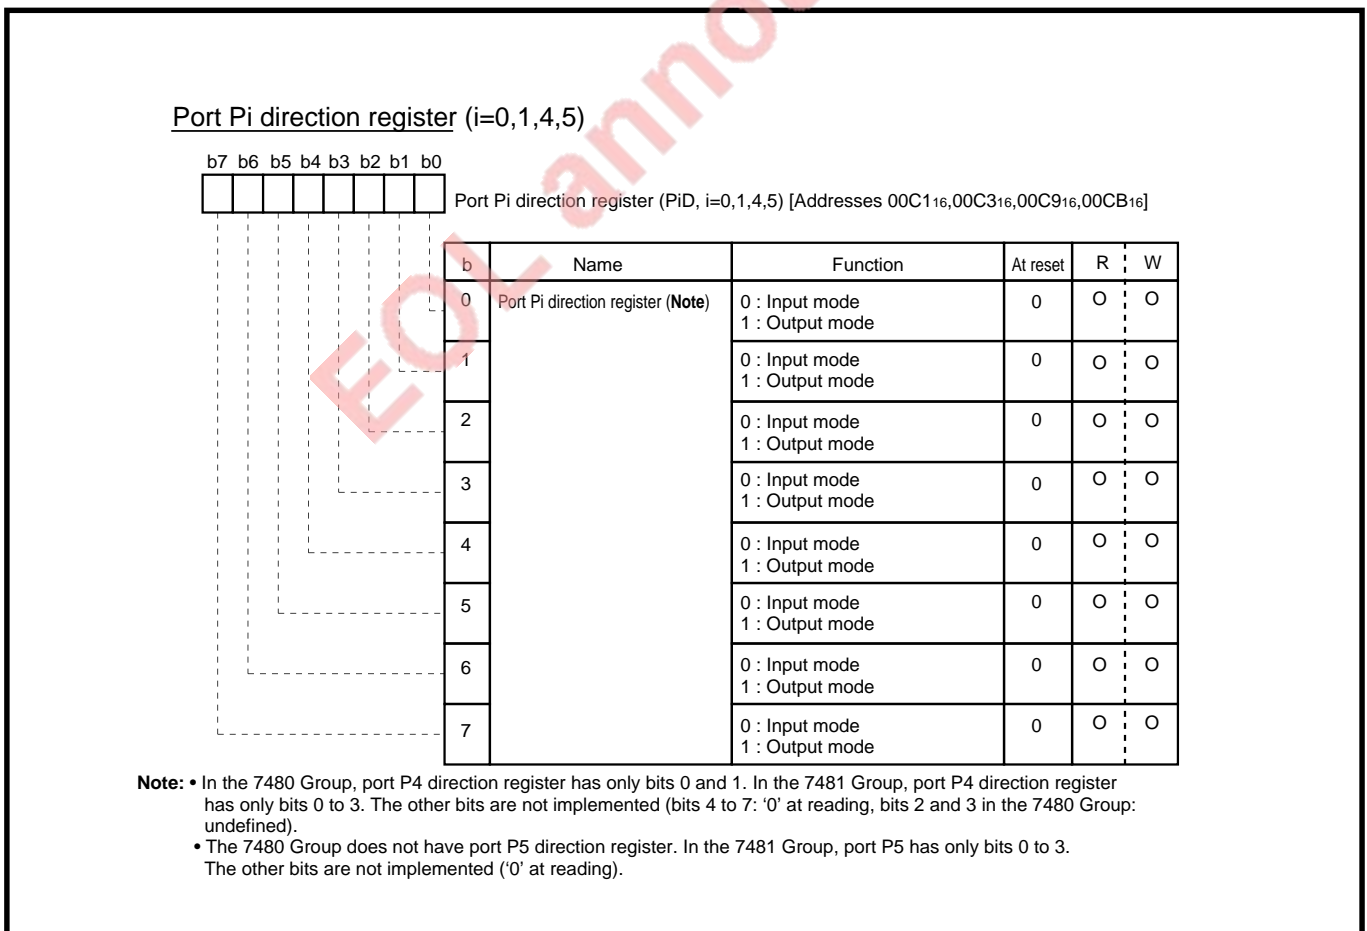 Port Pi direction register (i=0,1,4,5)
b7 b6 b5 b4 b3 b2 b1 b0
Port Pi direction register (PiD, i=0,1,4,5) [Addresses 00C116,00C316,00C916,00CB16]
b Name Function At reset R W
0 Port Pi direction register (Note) 0 : Input mode 0 O O
1 : Output mode
1 0 : Input mode 0 O O
1 : Output mode
2 0 : Input mode 0 O O
1 : Output mode
3 0 : Input mode 0 O O
1 : Output mode
4 0 : Input mode 0 O O
1 : Output mode
5 0 : Input mode 0 O O
1 : Output mode
6 0 : Input mode 0 O O
1 : Output mode
7 0 : Input mode 0 O O
1 : Output mode
Note: • In the 7480 Group, port P4 direction register has only bits 0 and 1. In the 7481 Group, port P4 direction register
has only bits 0 to 3. The other bits are not implemented (bits 4 to 7: ‘0’ at reading, bits 2 and 3 in the 7480 Group:
undefined).
• The 7480 Group does not have port P5 direction register. In the 7481 Group, port P5 has only bits 0 to 3.
The other bits are not implemented (‘0’ at reading).
EOL